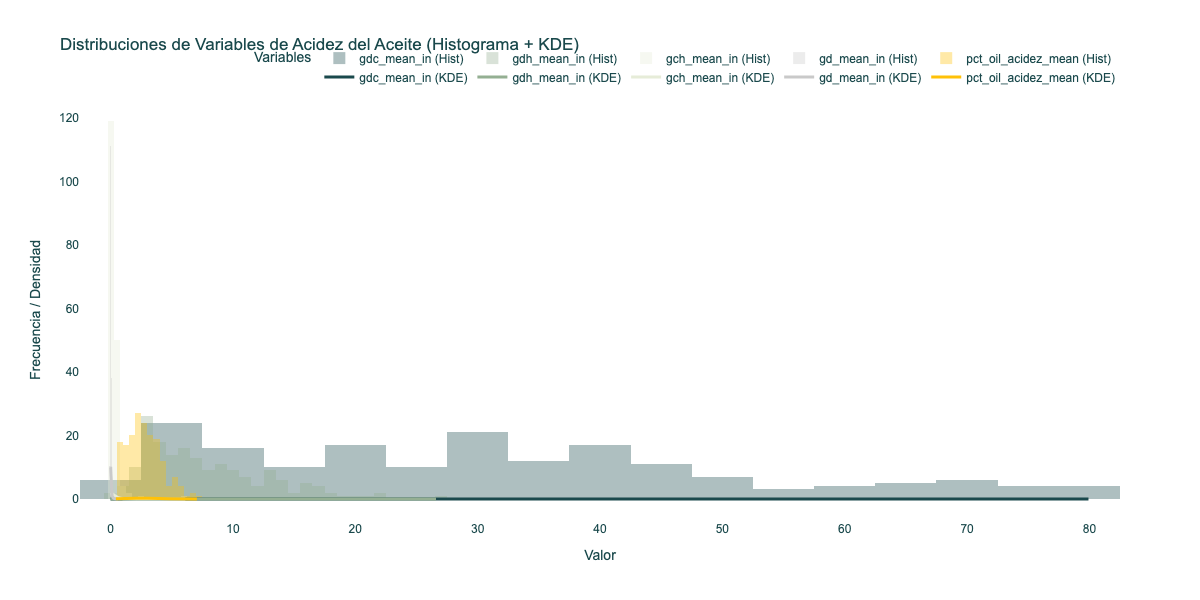 Distribuciones de Variables de Acidez del Aceite (Histograma + KDE)
Variables gdc_mean_in (Hist) gdh_mean_in (Hist) gch_mean_in (Hist) gd_mean_in (Hist) pct_oil_acidez_mean (Hist)
gdc_mean_in (KDE) gdh_mean_in (KDE) gch_mean_in (KDE) gd_mean_in (KDE) pct_oil_acidez_mean (KDE)
120
100
80
60
40
20
0
Frecuencia / Densidad
0 10 20 30 40 50 60 70 80
Valor